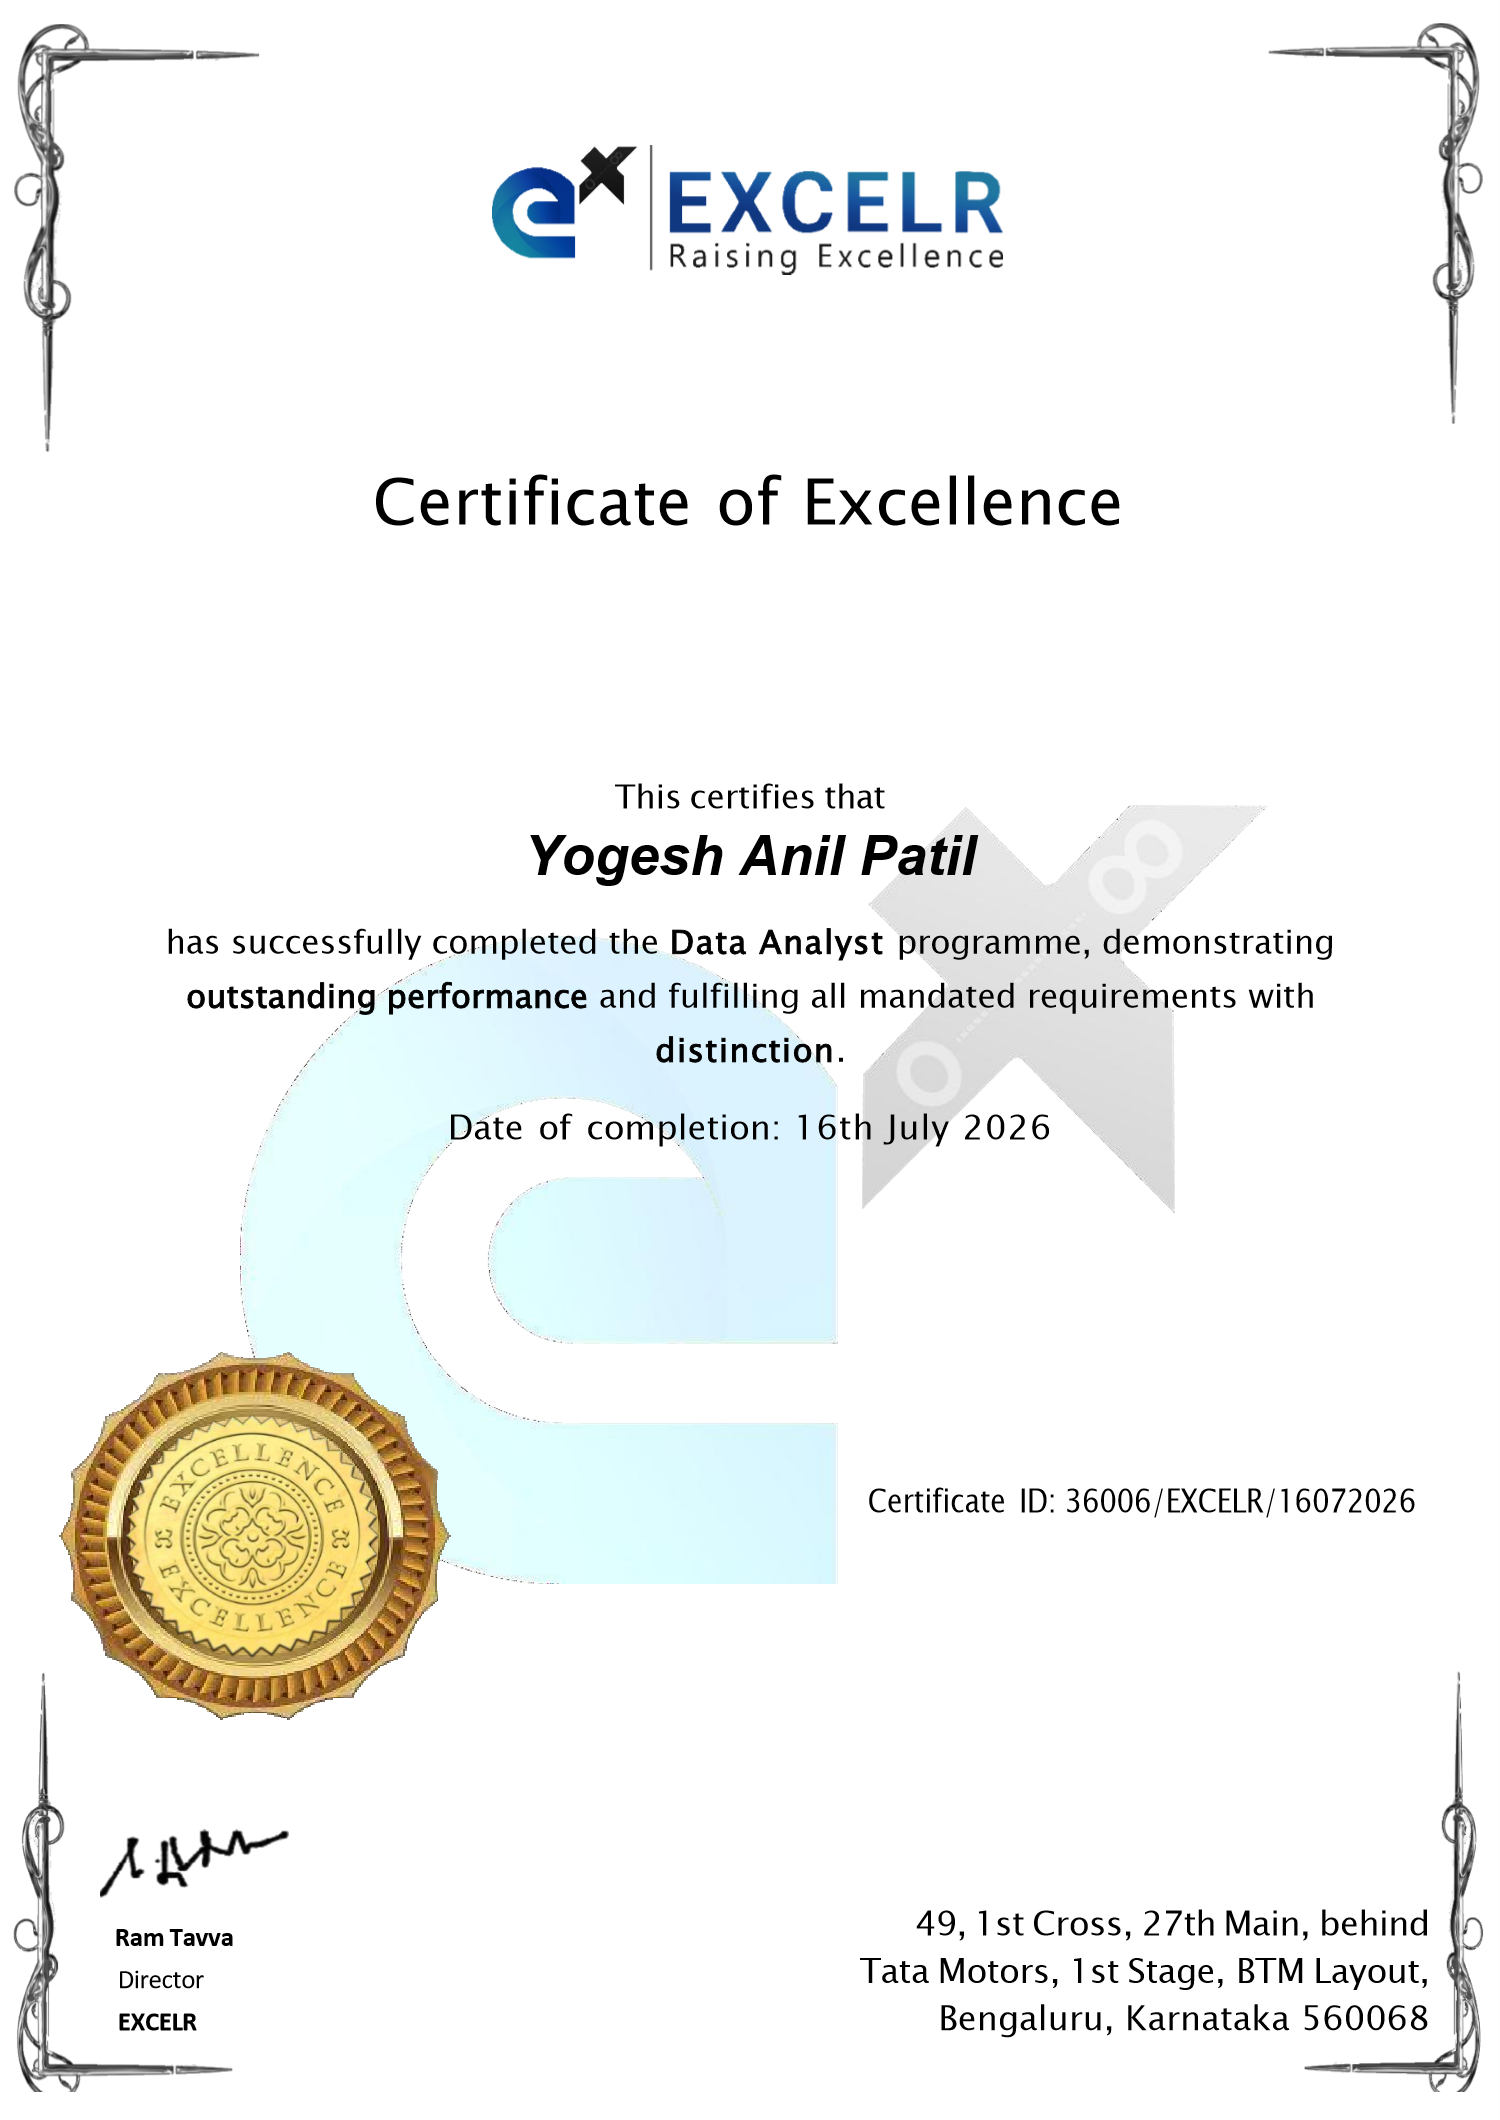 EXCELR
Raising Excellence
Certificate of Excellence
This certifies that
Yogesh Anil Patil
has successfully completed the Data Analyst programme, demonstrating
outstanding performance and fulfilling all mandated requirements with
distinction.
Date of completion: 16th July 2026
EXCELLENCE
EXCELLENCE
Certificate ID: 36006/EXCELR/16072026
Ram Tavva
Director
EXCELR
49, 1st Cross, 27th Main, behind
Tata Motors, 1st Stage, BTM Layout,
Bengaluru, Karnataka 560068